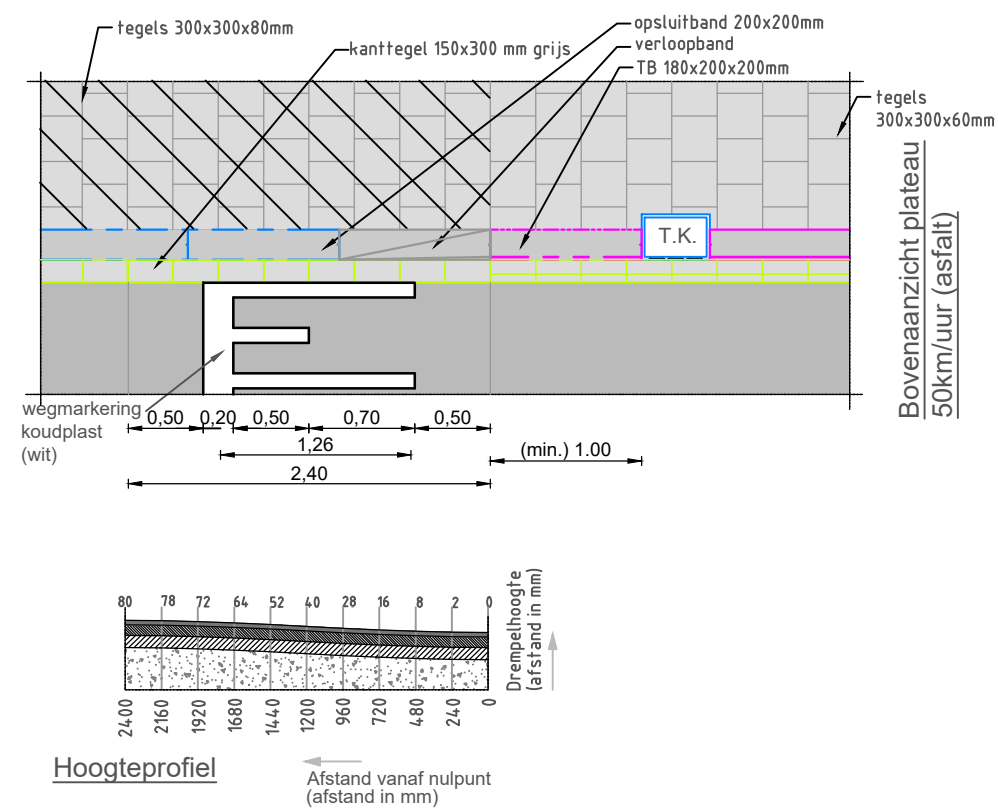 tegels 300x300x80mm
opsluitband 200x200mm
kanttegel 150x300 mm grijs
verloopband
TB 180x200x200mm
tegels
300x300x60mm
T.K.
Bovenaanzicht plateau
50km/uur (asfalt)
wegmarkering
koudplast
(wit)
0,50 0,20 0,50 0,70 0,50
1,26
(min.) 1.00
2,40
80 78 72 64 52 40 28 16 8 2 0
Drempelhoogte
(afstand in mm)
2400 2160 1920 1680 1440 1200 960 720 480 240 0
Hoogteprofiel
Afstand vanaf nulpunt
(afstand in mm)